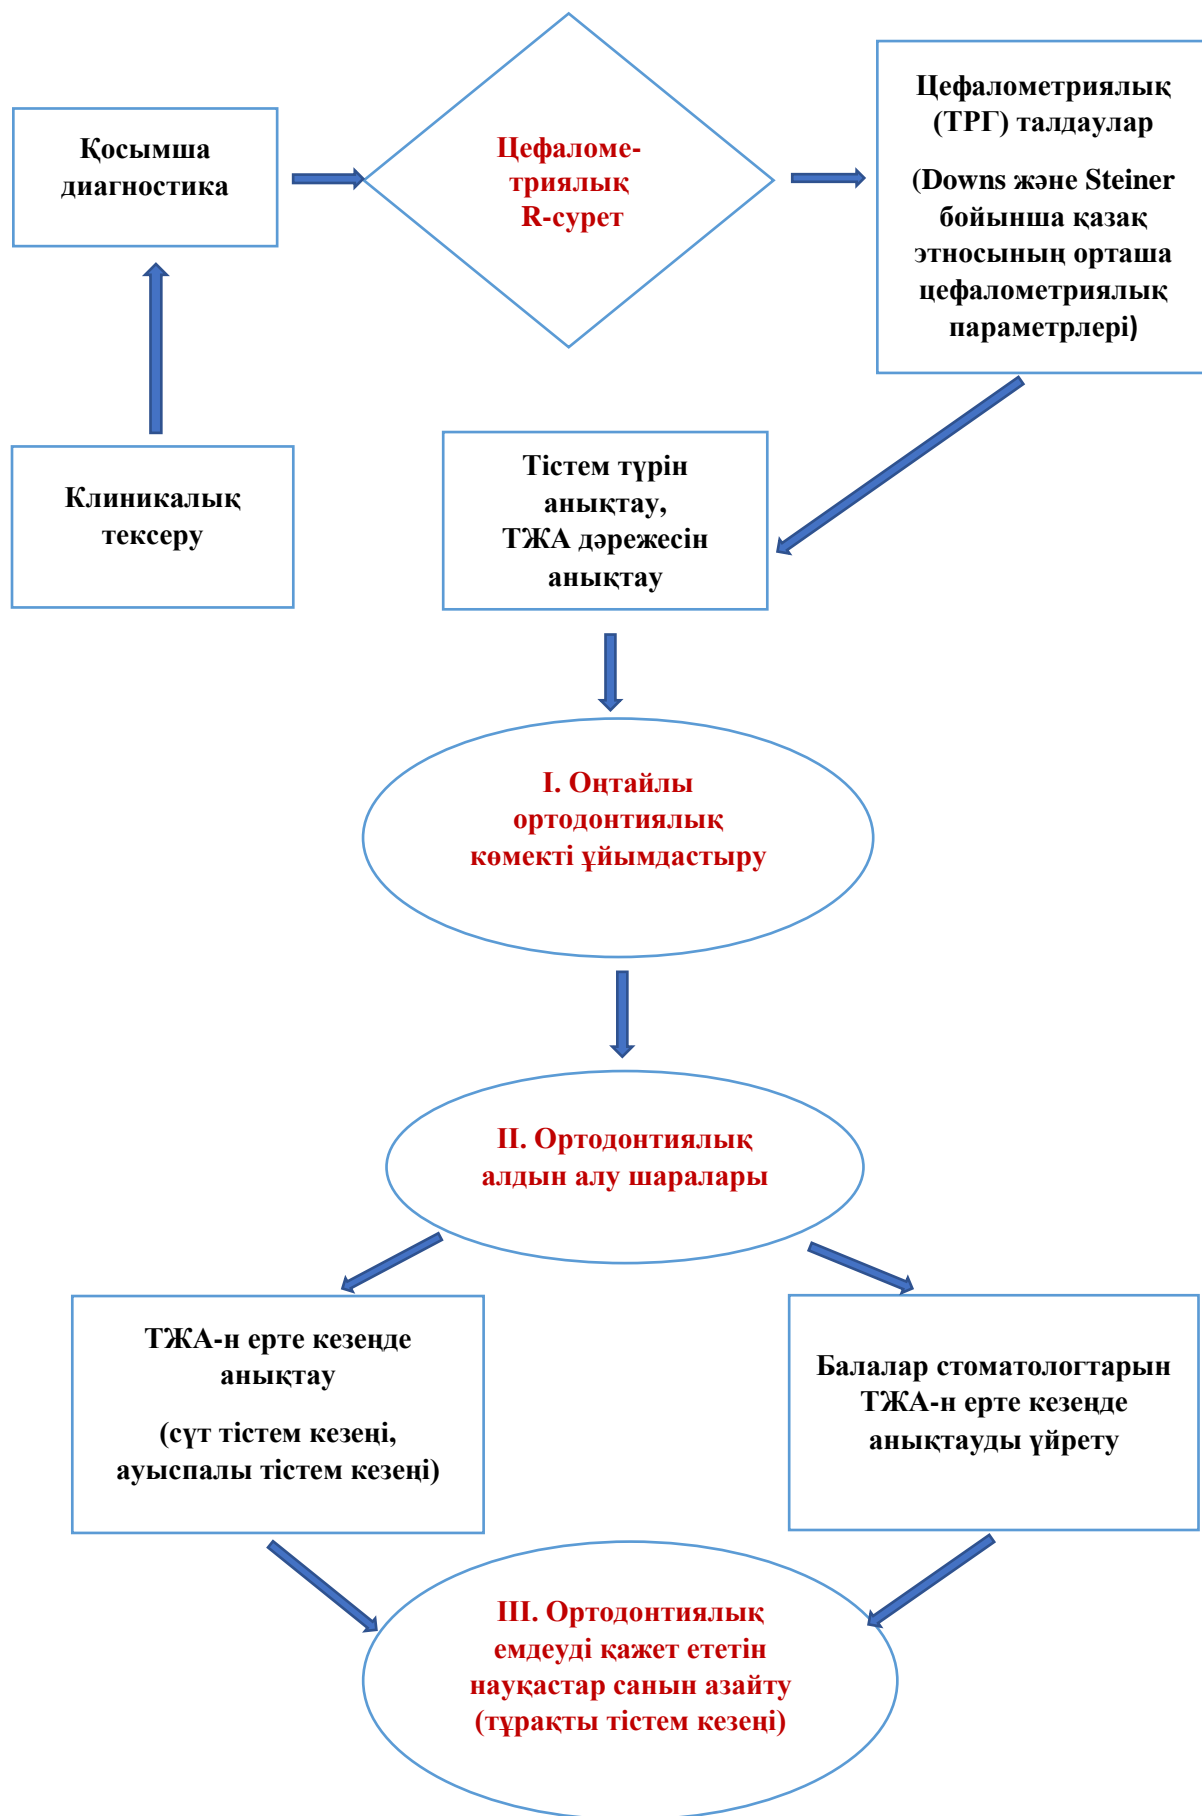 Қосымша
диагностика
Цефаломе-
триялық
R-сурет
Цефалометриялық
(ТРГ) талдаулар
(Downs және Steiner
бойынша қазақ
этносының орташа
цефалометриялық
параметрлері)
Клиникалық
тексеру
Тістем түрін
анықтау,
ТЖА дәрежесін
анықтау
I. Оңтайлы
ортодонтиялық
көмекті ұйымдастыру
II. Ортодонтиялық
алдын алу шаралары
ТЖА-н ерте кезеңде
анықтау
(сүт тістем кезеңі,
ауыспалы тістем кезеңі)
Балалар стоматологтарын
ТЖА-н ерте кезеңде
анықтауды үйрету
III. Ортодонтиялық
емдеуді қажет ететін
науқастар санын азайту
(тұрақты тістем кезеңі)